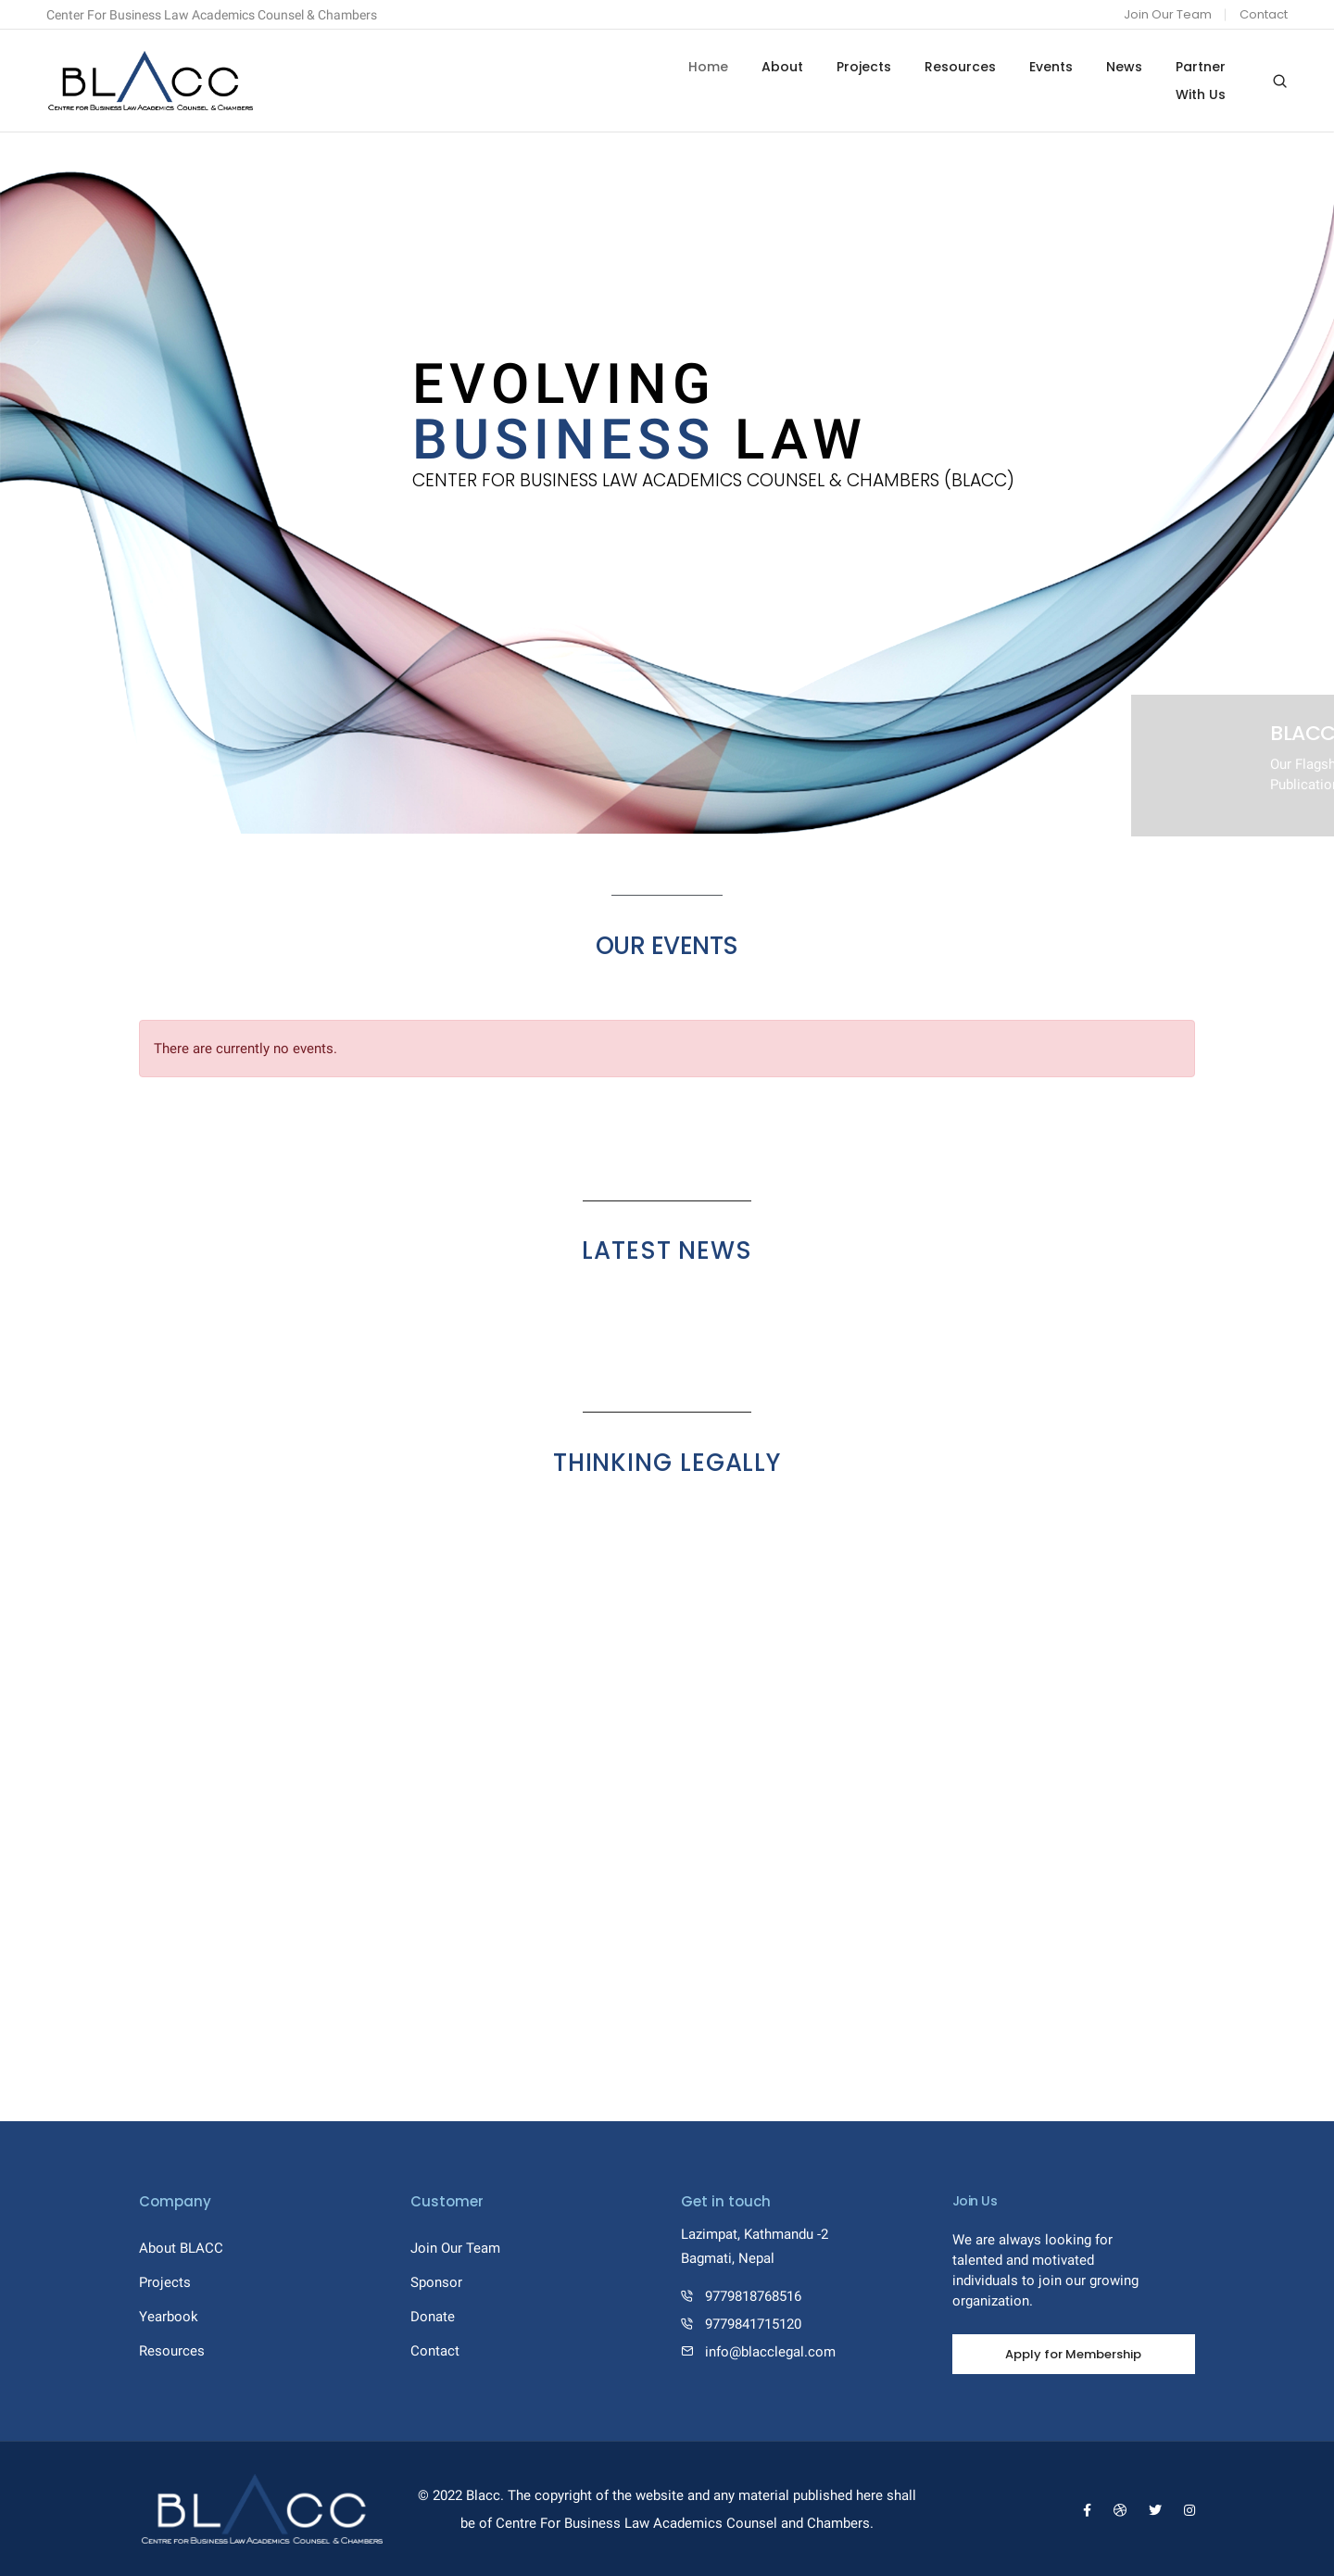 Center For Business Law Academics Counsel & Chambers
Join Our Team
Contact
BLACC
Centre for Business Law Academics Counsel & Chambers
Home
About
Projects
Resources
Events
News
Partner
With Us
EVOLVING
BUSINESS LAW
CENTER FOR BUSINESS LAW ACADEMICS COUNSEL & CHAMBERS (BLACC)
BLACC
Our
OUR EVENTS
There are currently no events.
LATEST NEWS
THINKING LEGALLY
Company
About BLACC
Projects
Yearbook
Resources
Customer
Join Our Team
Sponsor
Donate
Contact
Get in touch
Lazimpat, Kathmandu -2
Bagmati, Nepal
9779818768516
9779841715120
info@blacclegal.com
Join Us
We are always looking for
talented and motivated
individuals to join our growing
organization.
Apply for Membership
BLACC
Centre for Business Law Academics Counsel & Chambers
© 2022 Blacc. The copyright of the website and any material published here shall
be of Centre For Business Law Academics Counsel and Chambers.